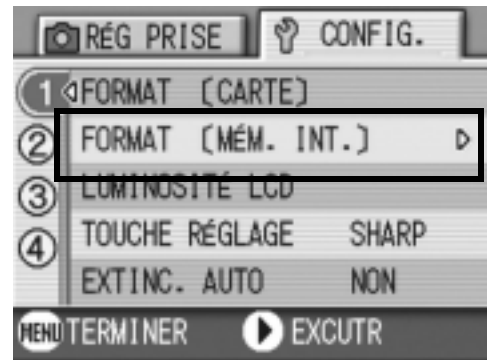 RÉG PRISE CONFIG.
1 FORMAT [CARTE]
2 FORMAT [MÉM. INT.]
3 LUMINOSITÉ LCD
4 TOUCHE RÉGLAGE SHARP
EXTINC. AUTO NON
MENU TERMINER EXCUTR